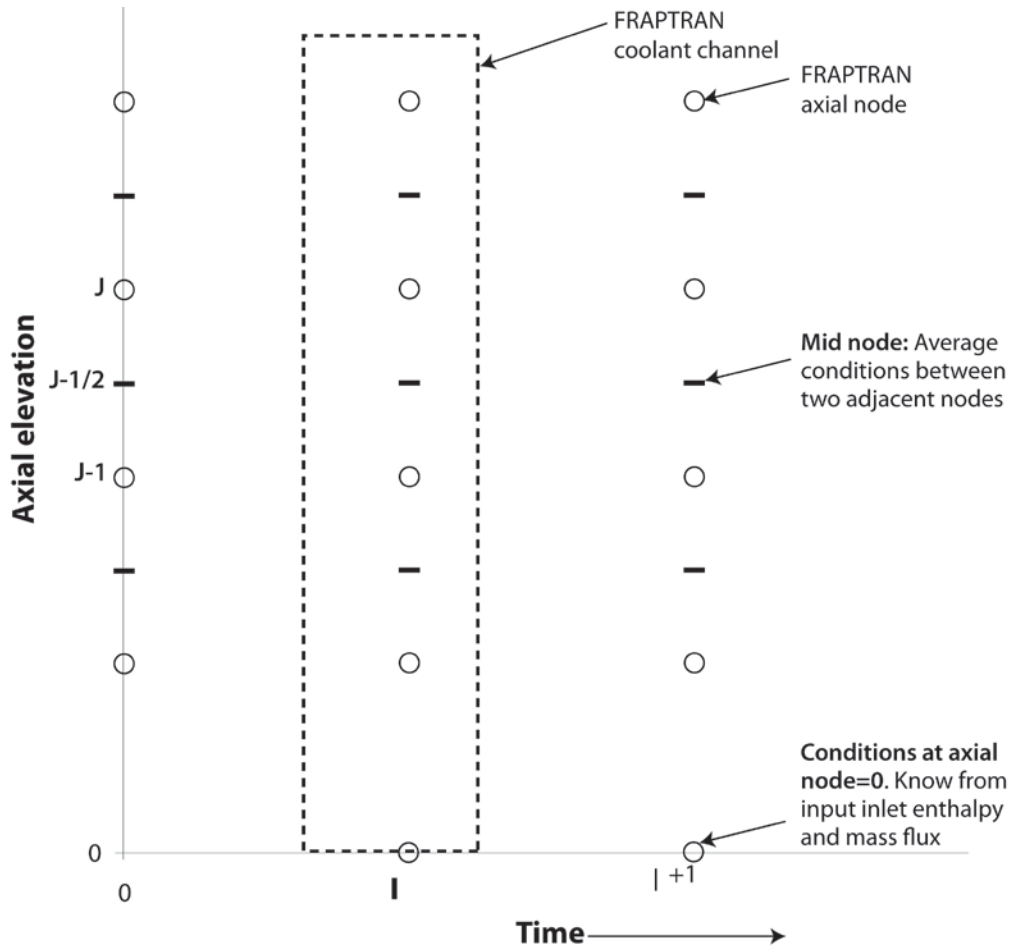 FRAPTRAN
coolant channel
FRAPTRAN
axial node
J
Mid node: Average
conditions between
two adjacent nodes
J-1/2
J-1
Axial elevation
Conditions at axial
node=0. Know from
input inlet enthalpy
and mass flux
0
0
I
I +1
Time